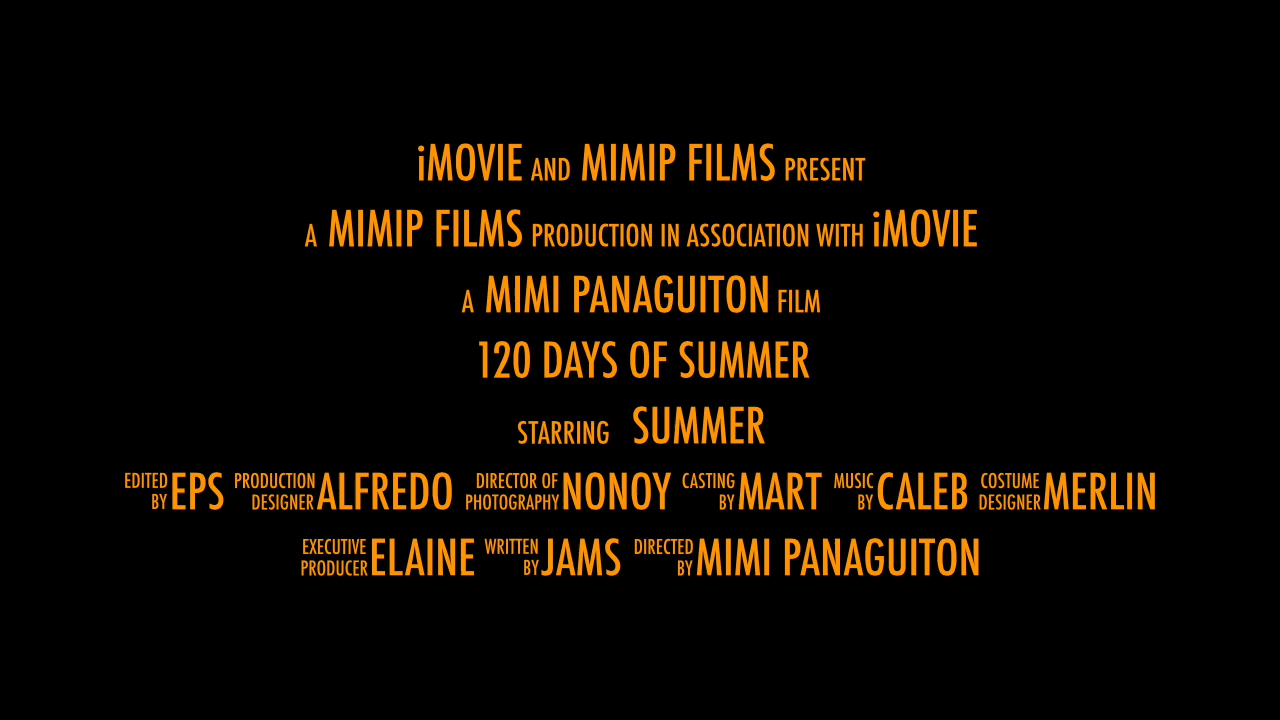 iMOVIE AND MIMIP FILMS PRESENT
A MIMIP FILMS PRODUCTION IN ASSOCIATION WITH iMOVIE
A MIMI PANAGUITON FILM
120 DAYS OF SUMMER
STARRING SUMMER
EDITED BY EPS PRODUCTION DESIGNER ALFREDO DIRECTOR OF PHOTOGRAPHY NONOY CASTING BY MART MUSIC BY CALEB COSTUME DESIGNER MERLIN
EXECUTIVE PRODUCER ELAINE WRITTEN BY JAMS DIRECTED BY MIMI PANAGUITON